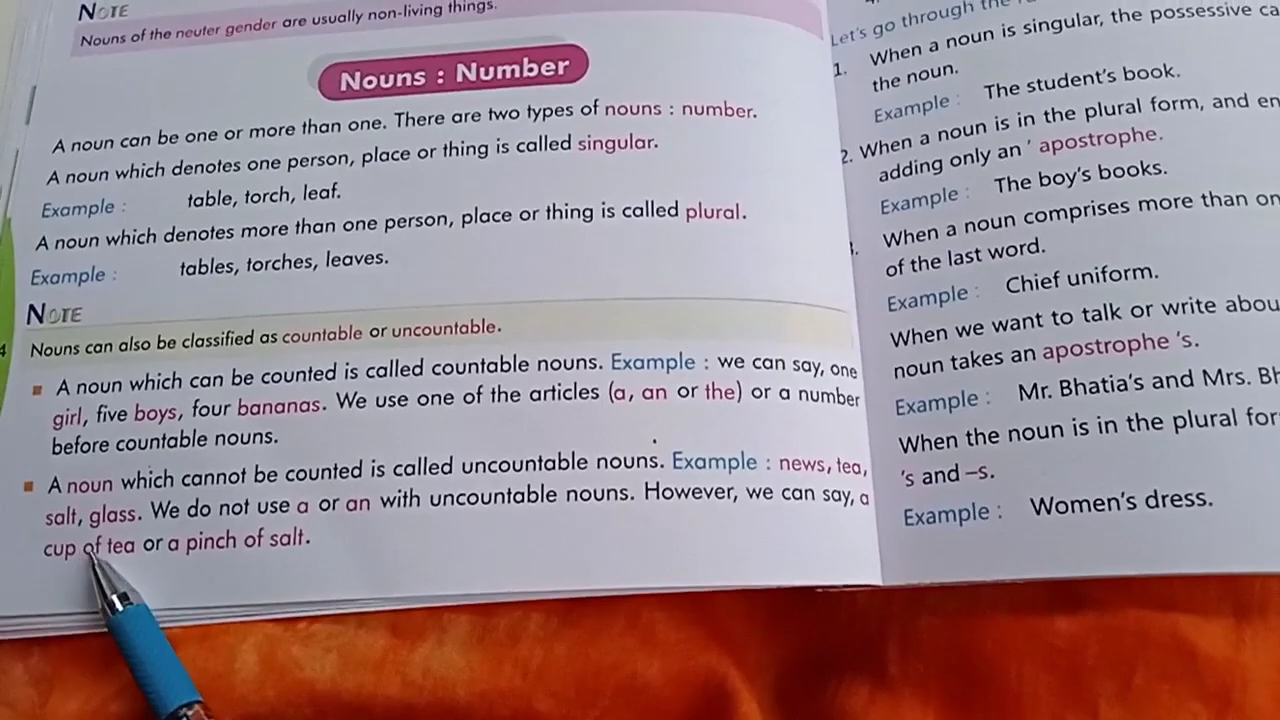 NOTE
Nouns of the neuter gender are usually non-living things.
Nouns : Number
A noun can be one or more than one. There are two types of nouns : number.
A noun which denotes one person, place or thing is called singular.
Example : table, torch, leaf.
A noun which denotes more than one person, place or thing is called plural.
Example : tables, torches, leaves.
NOTE
Nouns can also be classified as countable or uncountable.
A noun which can be counted is called countable nouns. Example : we can say, one
girl, five boys, four bananas. We use one of the articles (a, an or the) or a number
before countable nouns.
A noun which cannot be counted is called uncountable nouns. Example : news, tea,
salt, glass. We do not use a or an with uncountable nouns. However, we can say, a
cup of tea or a pinch of salt.
4
Let's go through the
1. When a noun is singular, the possessive
the noun.
Example : The student's book.
2. When a noun is in the plural form, and
adding only an ' apostrophe.
Example : The boy's books.
When a noun comprises more than
of the last word.
Example : Chief uniform.
When we want to talk or write
noun takes an apostrophe 's.
Example : Mr. Bhatia's and Mrs.
When the noun is in the plural
's and –s.
Example : Women's dress.